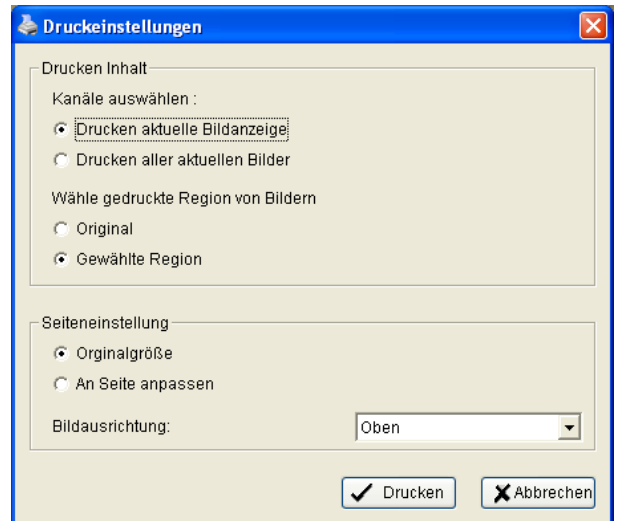 Druckeinstellungen
Drucken Inhalt
Kanäle auswählen :
Drucken aktuelle Bildanzeige
Drucken aller aktuellen Bilder
Wähle gedruckte Region von Bildern
Original
Gewählte Region
Seiteneinstellung
Orginalgröße
An Seite anpassen
Bildausrichtung: Oben
Drucken Abbrechen